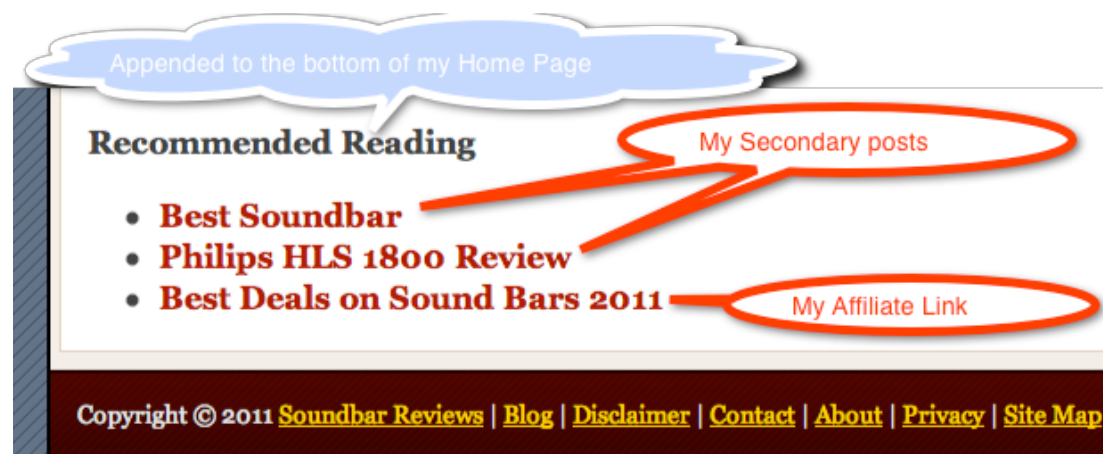 Appended to the bottom of my Home Page
Recommended Reading
My Secondary posts
• Best Soundbar
• Philips HLS 1800 Review
• Best Deals on Sound Bars 2011
My Affiliate Link
Copyright © 2011 Soundbar Reviews | Blog | Disclaimer | Contact | About | Privacy | Site Map